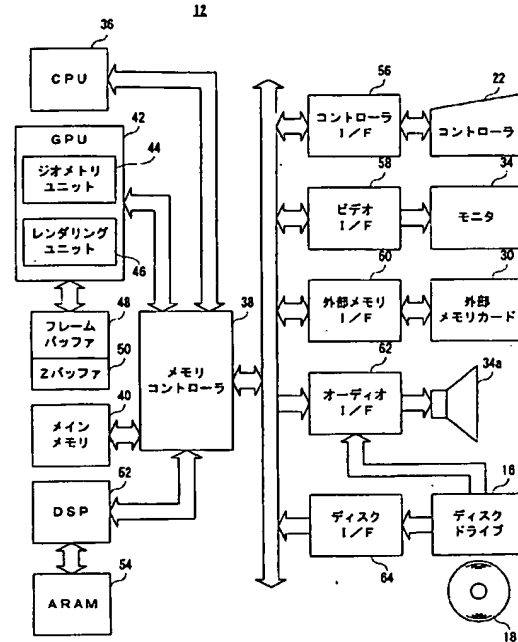 12
36
CPU
42
GPU
44
ジオメトリ
ユニット
レンダリング
ユニット
46
48
フレーム
バッファ
50
Zバッファ
40
メイン
メモリ
52
DSP
54
ARAM
38
メモリ
コントローラ
56
コントローラ
I/F
22
コントローラ
58
ビデオ
I/F
34
モニタ
60
外部メモリ
I/F
30
外部
メモリカード
62
オーディオ
I/F
34a
16
ディスク
I/F
64
ディスク
ドライブ
18